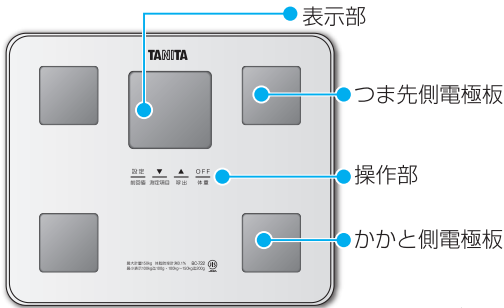 表示部
TANITA
つま先側電極板
設定 ▼ ▲ OFF
前回値 測定項目 呼出 体重
操作部
かかと側電極板